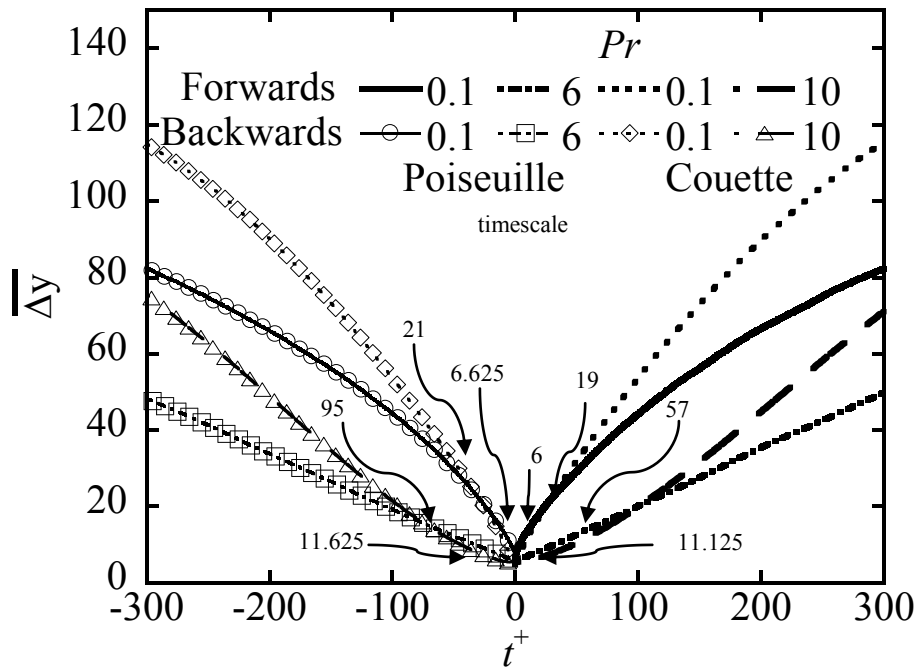 140
120
100
80
60
40
20
0
Δy
Pr
Forwards 0.1 6 0.1 10
Backwards 0.1 6 0.1 10
Poiseuille Couette
timescale
21
6.625
19
95
6
57
11.625
11.125
-300 -200 -100 0 100 200 300
t+